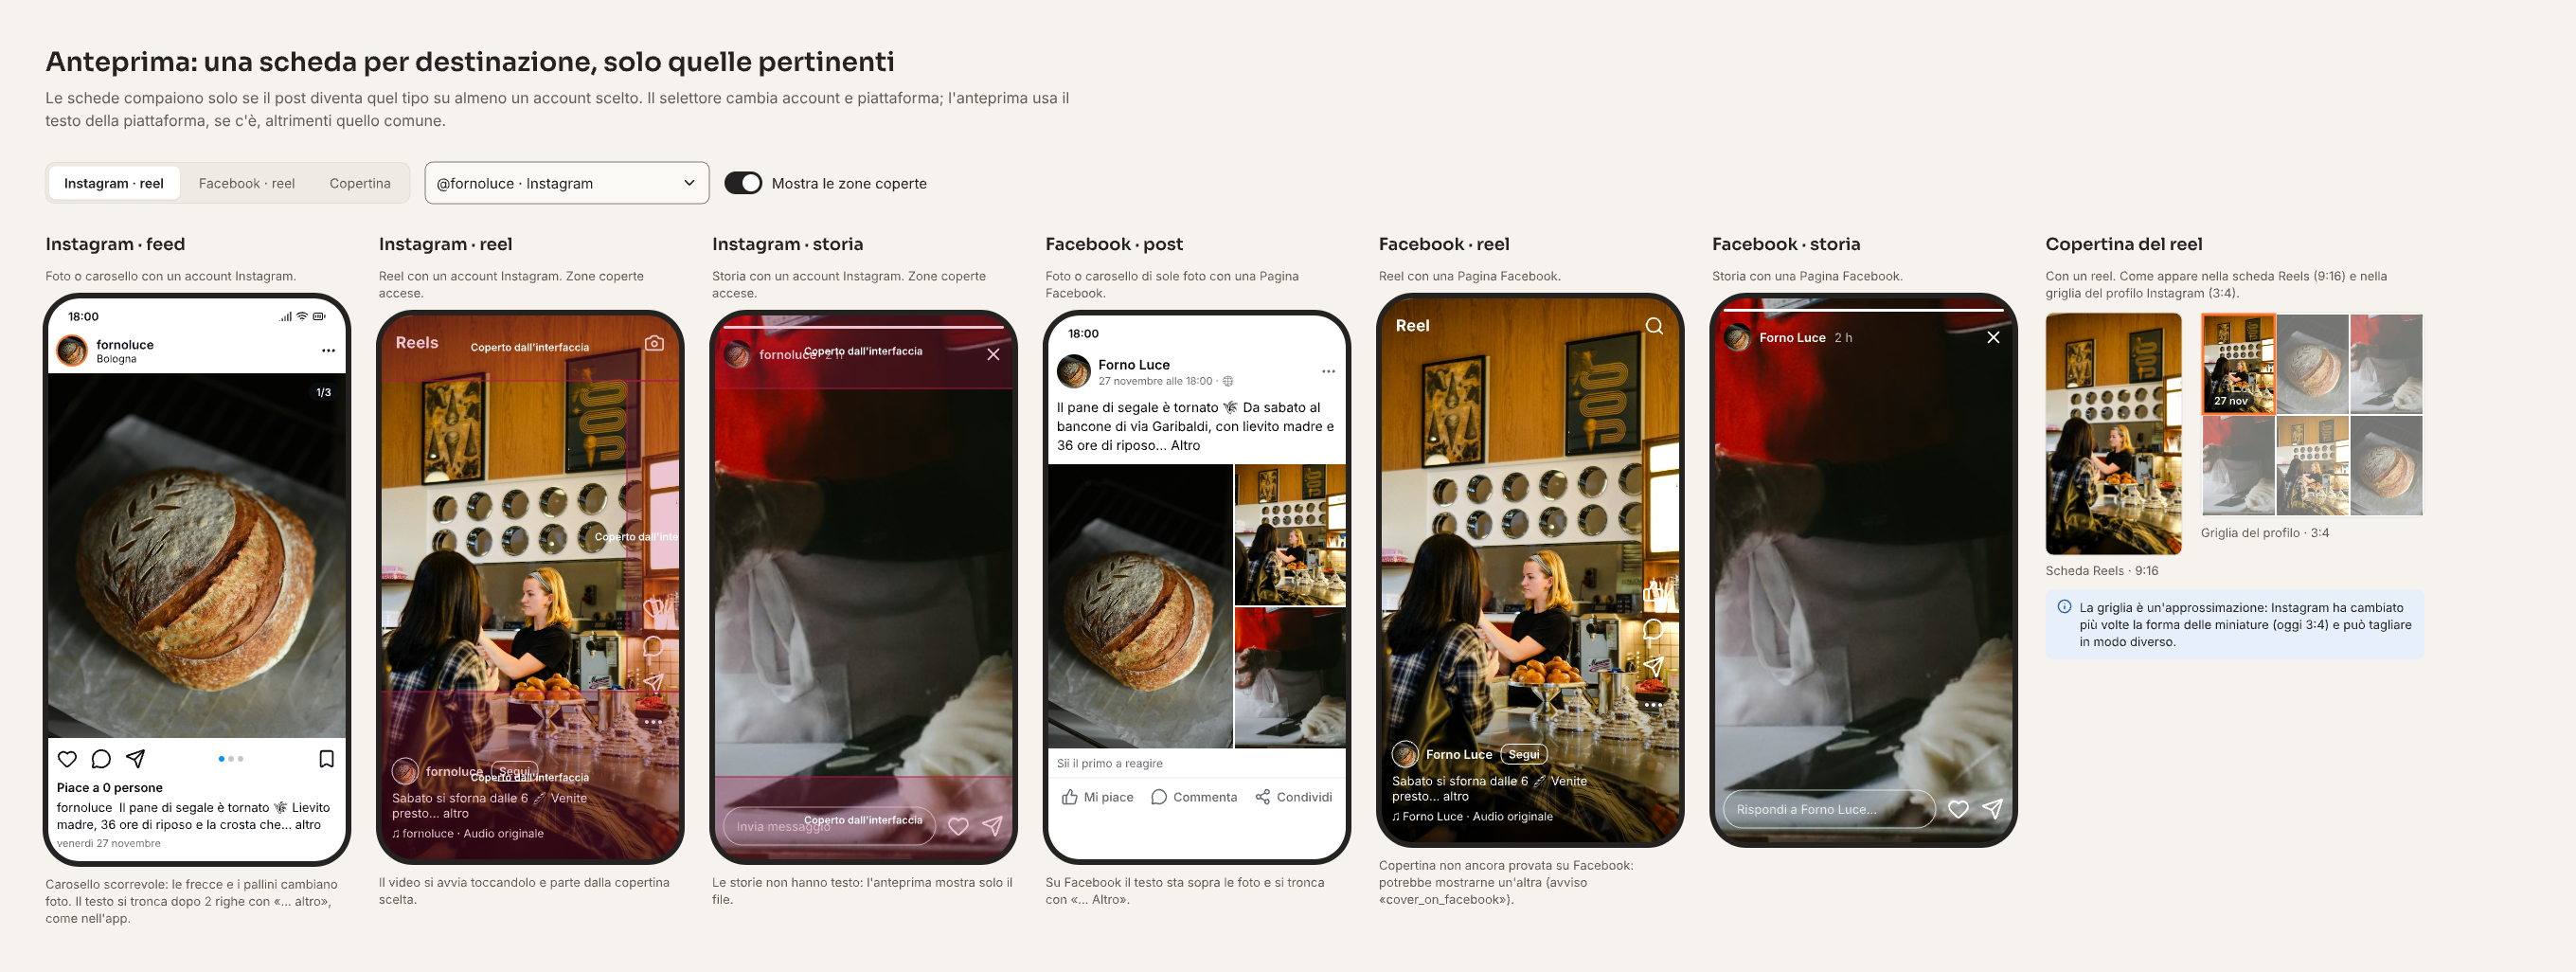 Anteprima: una scheda per destinazione, solo quelle pertinenti
Le schede compaiono solo se il post diventa quel tipo su almeno un account scelto. Il selettore cambia account e piattaforma; l'anteprima usa il
testo della piattaforma, se c'è, altrimenti quello comune.
Instagram · reel
Facebook · reel
Copertina
@fornoluce · Instagram
Mostra le zone coperte
Instagram · feed
Foto o carosello con un account Instagram.
18:00
fornoluce
Bologna
1/3
Piace a 0 persone
fornoluce Il pane di segale è tornato 🌾 Lievito
madre, 36 ore di riposo e la crosta che… altro
venerdì 27 novembre
Carosello scorrevole: le frecce e i pallini cambiano
foto. Il testo si tronca dopo 2 righe con «… altro»,
come nell'app.
Instagram · reel
Reel con un account Instagram. Zone coperte
accese.
Reels
Coperto dall'interfaccia
Coperto dall'inte
fornoluce
Segui
Coperto dall'interfaccia
Sabato si sforna dalle 6 🥖 Venite
presto… altro
♫ fornoluce · Audio originale
Il video si avvia toccandolo e parte dalla copertina
scelta.
Instagram · storia
Storia con un account Instagram. Zone coperte
accese.
fornoluce
Coperto dall'interfaccia
Invia messaggio
Coperto dall'interfaccia
Le storie non hanno testo: l'anteprima mostra solo il
file.
Facebook · post
Foto o carosello di sole foto con una Pagina
Facebook.
18:00
Forno Luce
27 novembre alle 18:00 ·
Il pane di segale è tornato 🌾 Da sabato al
bancone di via Garibaldi, con lievito madre e
36 ore di riposo… Altro
Sii il primo a reagire
Mi piace
Commenta
Condividi
Su Facebook il testo sta sopra le foto e si tronca
con «… Altro».
Facebook · reel
Reel con una Pagina Facebook.
Reel
Forno Luce
Segui
Sabato si sforna dalle 6 🥖 Venite
presto… altro
♫ Forno Luce · Audio originale
Copertina non ancora provata su Facebook:
potrebbe mostrarne un'altra (avviso
«cover_on_facebook»).
Facebook · storia
Storia con una Pagina Facebook.
Forno Luce 2 h
Rispondi a Forno Luce…
Copertina del reel
Con un reel. Come appare nella scheda Reels (9:16) e nella
griglia del profilo Instagram (3:4).
27 nov
Griglia del profilo · 3:4
Scheda Reels · 9:16
La griglia è un'approssimazione: Instagram ha cambiato
più volte la forma delle miniature (oggi 3:4) e può tagliare
in modo diverso.